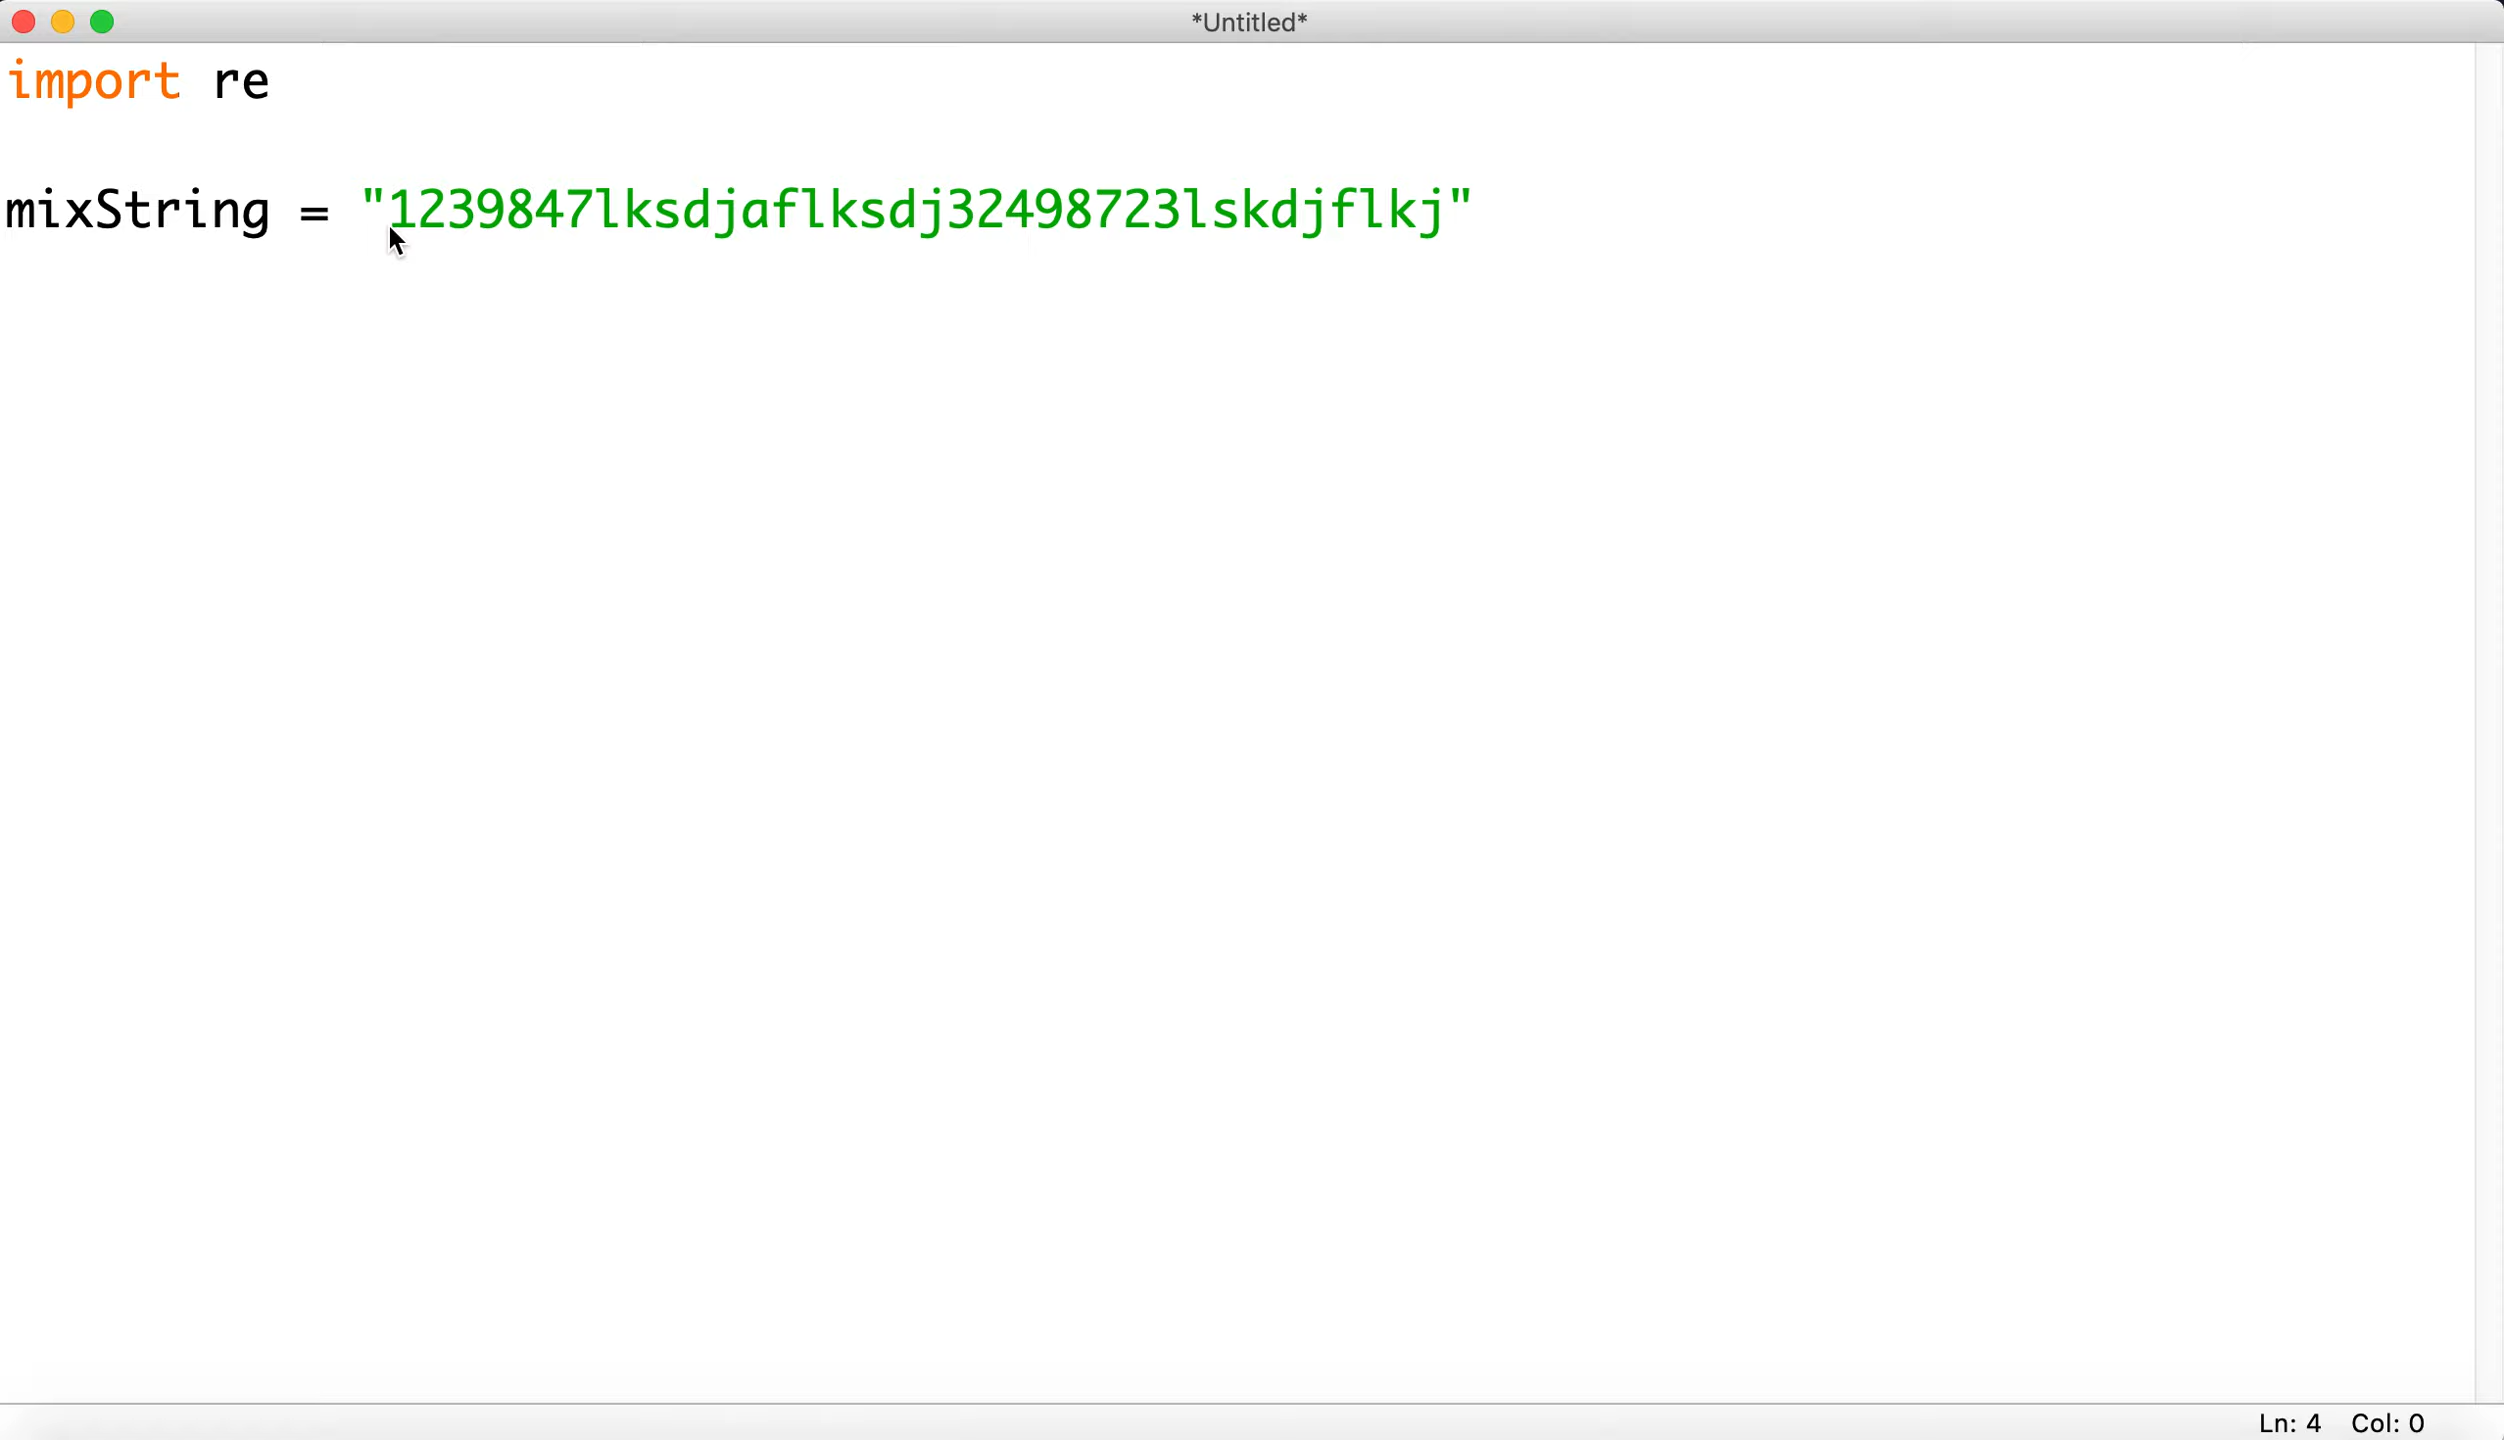 *Untitled*
import re
mixString = "1239847lksdjaflksdj32498723lskdjflkj"
Ln: 4 Col: 0